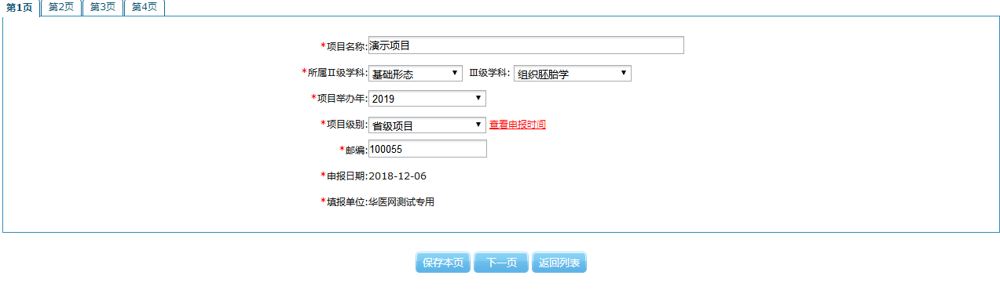 第1页 第2页 第3页 第4页
*项目名称:演示项目
*所属Ⅱ级学科: 基础形态 Ⅲ级学科: 组织胚胎学
*项目举办年: 2019
*项目级别: 省级项目 查看申报时间
*邮编:100055
*申报日期:2018-12-06
*填报单位:华医网测试专用
保存本页 下一页 返回列表